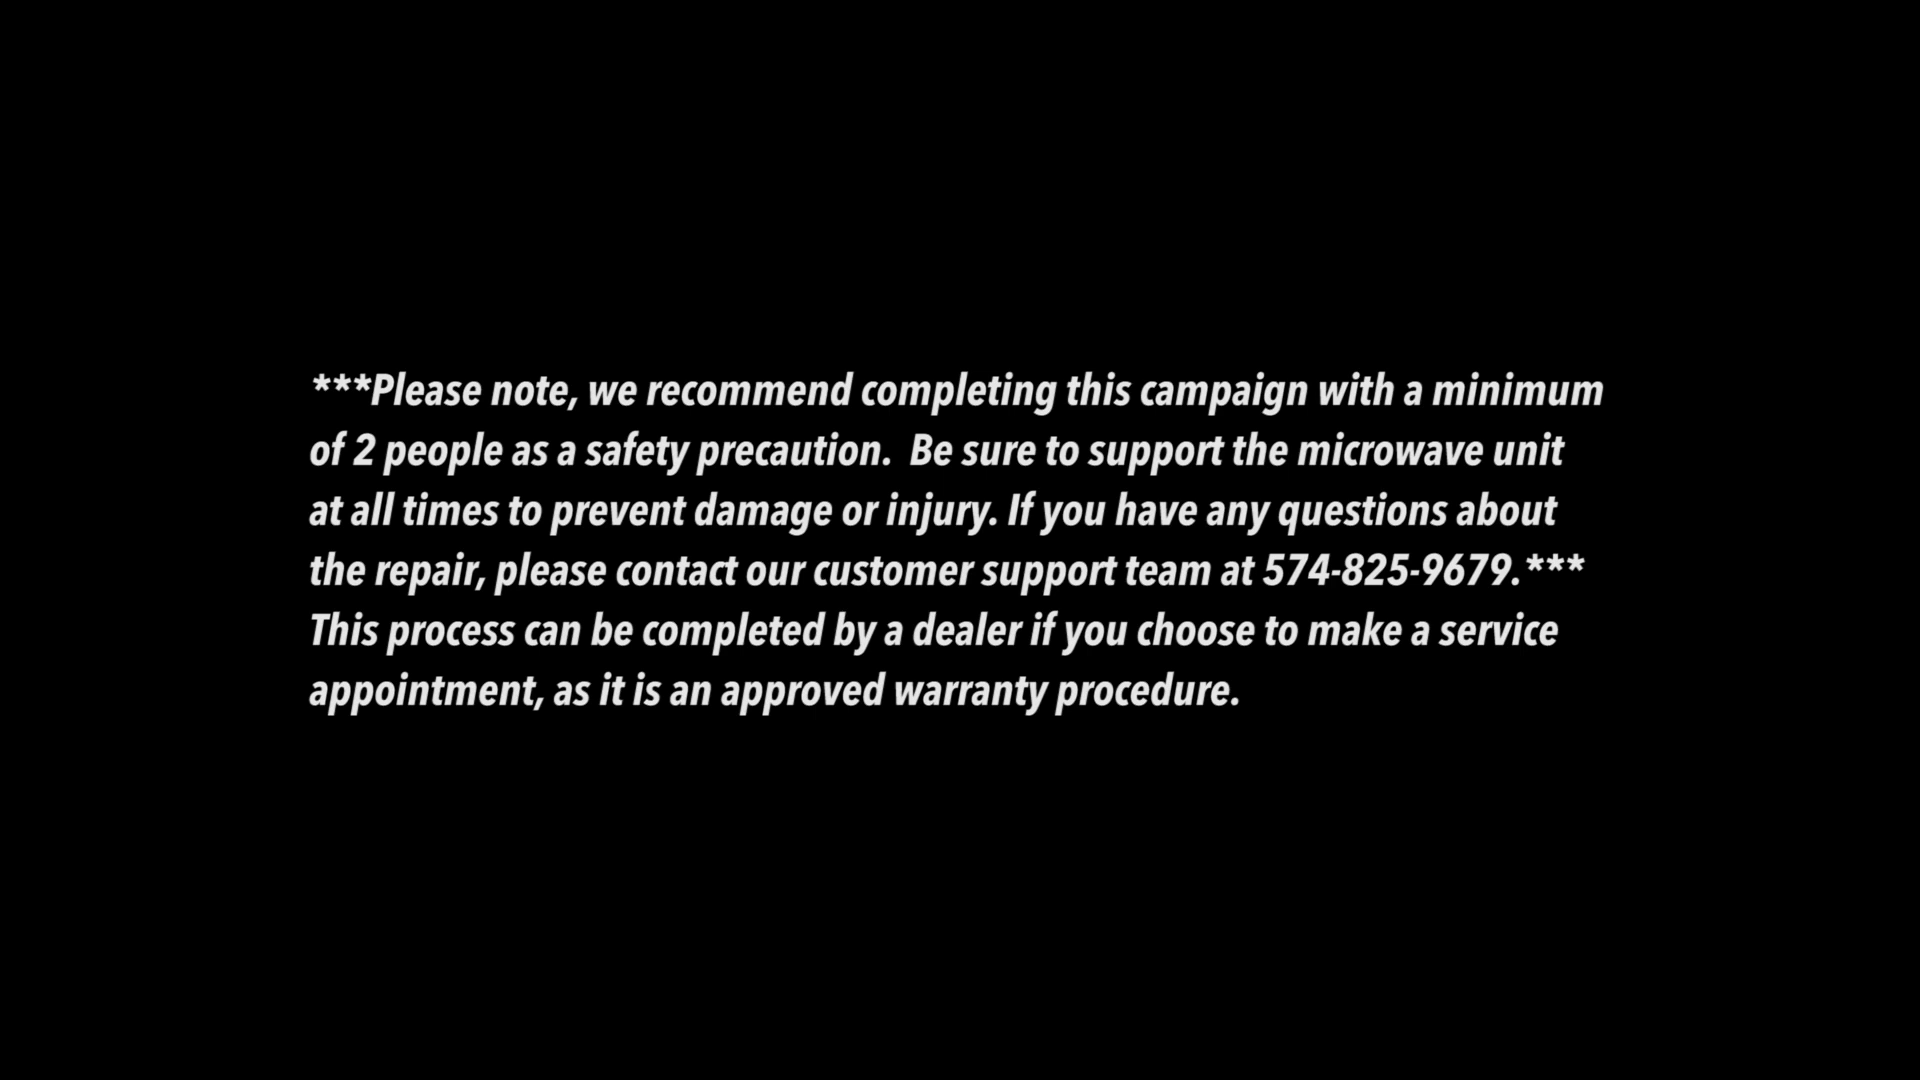 ***Please note, we recommend completing this campaign with a minimum
of 2 people as a safety precaution.  Be sure to support the microwave unit
at all times to prevent damage or injury. If you have any questions about
the repair, please contact our customer support team at 574-825-9679.***
This process can be completed by a dealer if you choose to make a service
appointment, as it is an approved warranty procedure.